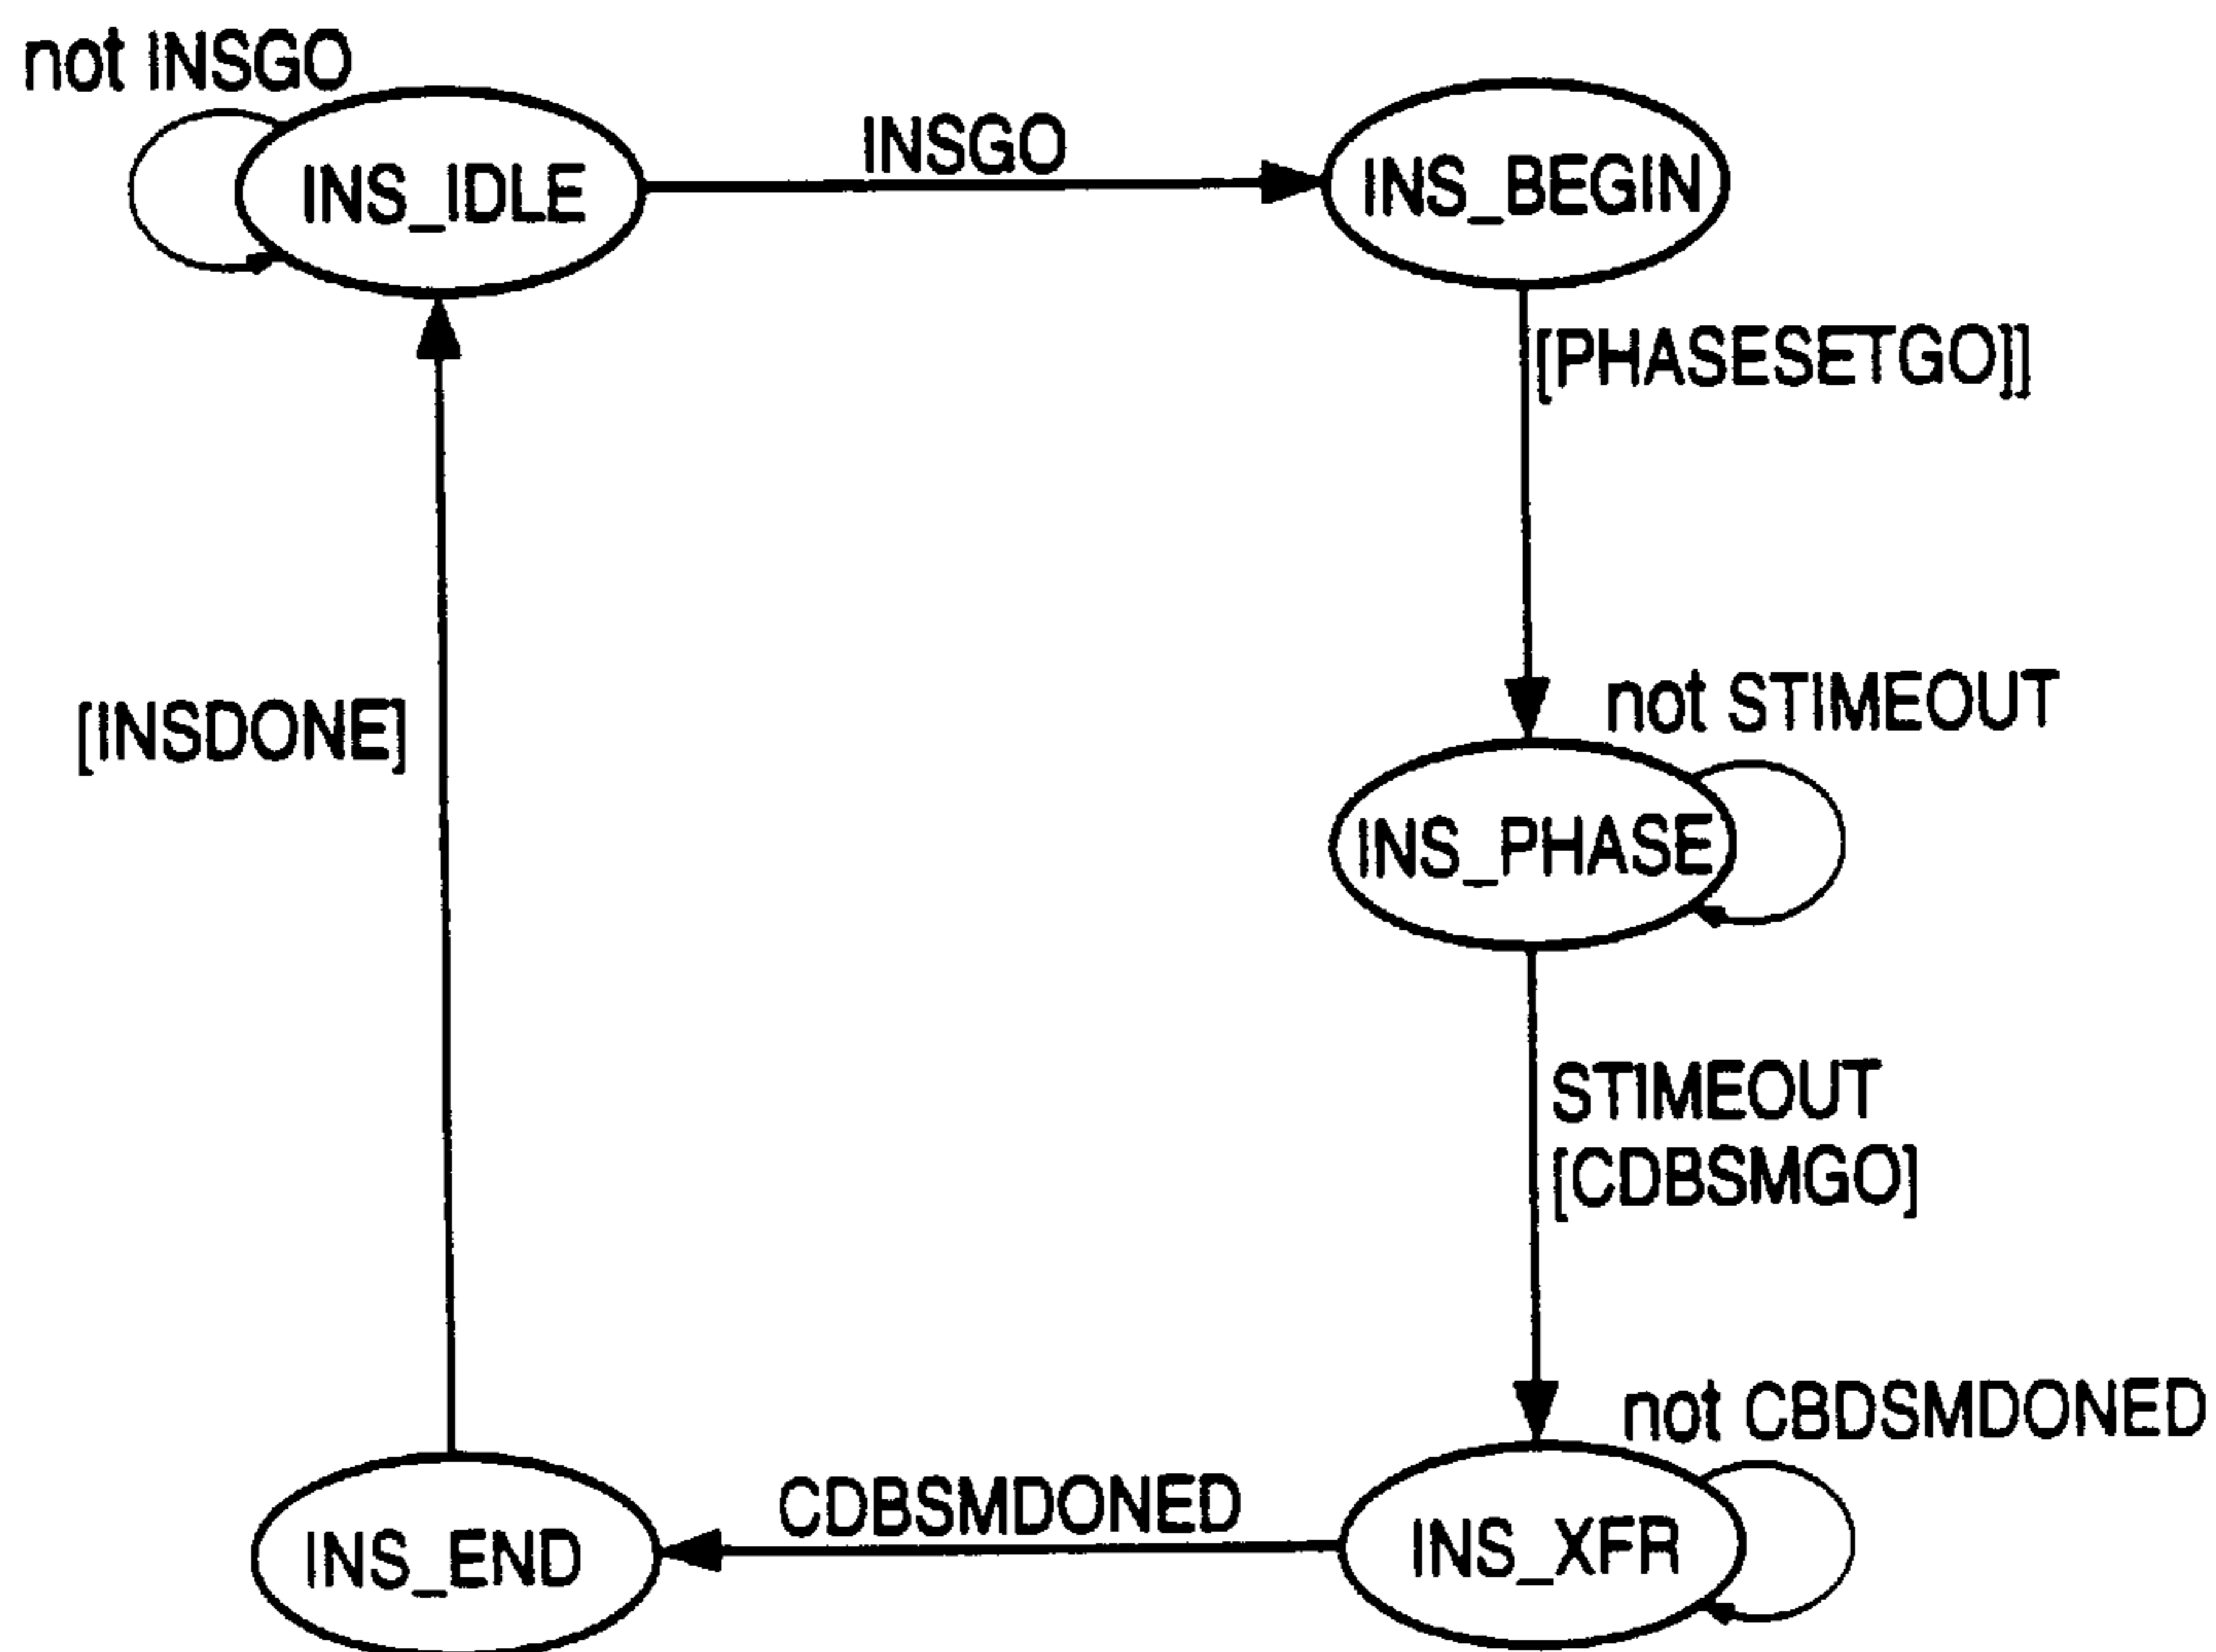 not INSGO
INS_IDLE
INSGO
INS_BEGIN
[PHASESETGO]]
[INSDONE]
not STIMEOUT
INS_PHASE
STIMEOUT
[CDBSMGO]
not CBDSMDONED
CDBSMDONED
INS_END
INS_XFR